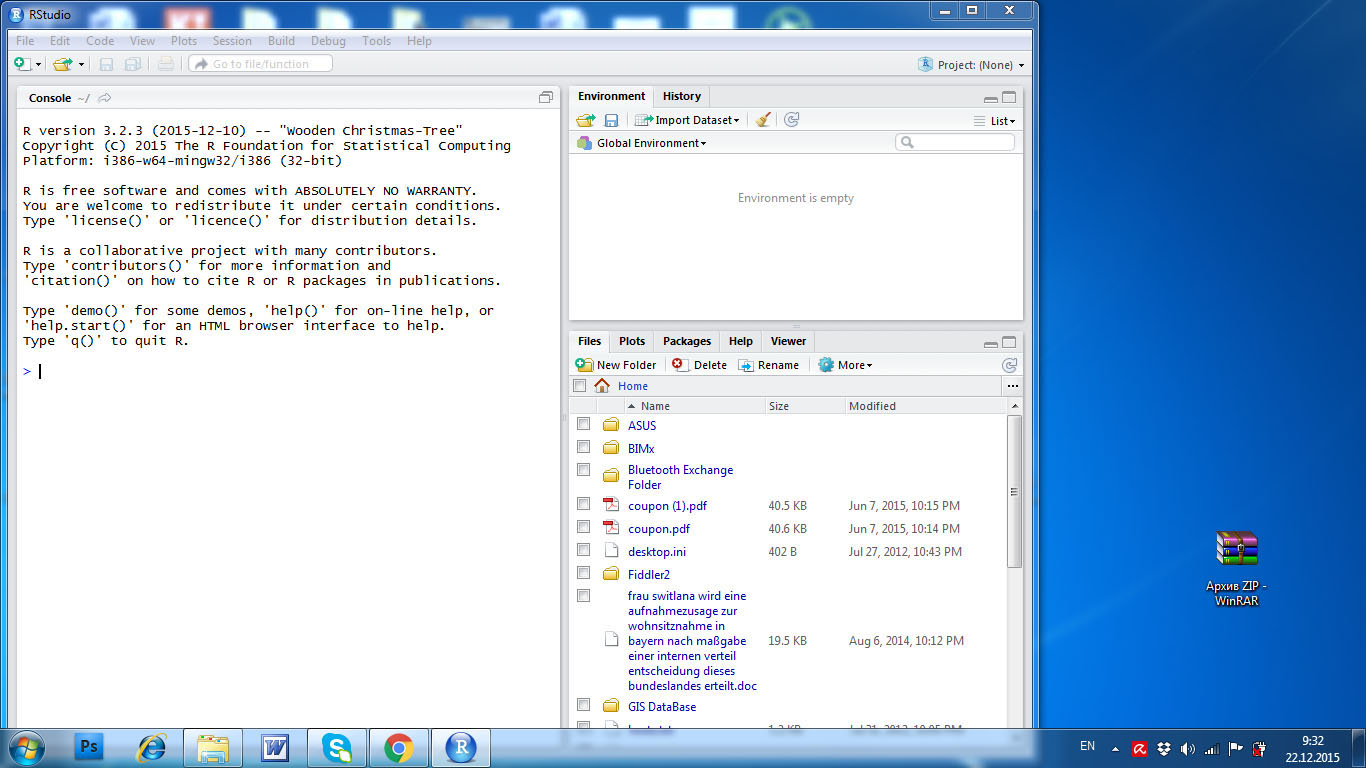 RStudio
File Edit Code View Plots Session Build Debug Tools Help
Go to file/function
Project: (None)
Console ~/
R version 3.2.3 (2015-12-10) -- "Wooden Christmas-Tree"
Copyright (C) 2015 The R Foundation for Statistical Computing
Platform: i386-w64-mingw32/i386 (32-bit)
R is free software and comes with ABSOLUTELY NO WARRANTY.
You are welcome to redistribute it under certain conditions.
Type 'license()' or 'licence()' for distribution details.
R is a collaborative project with many contributors.
Type 'contributors()' for more information and
'citation()' on how to cite R or R packages in publications.
Type 'demo()' for some demos, 'help()' for on-line help, or
'help.start()' for an HTML browser interface to help.
Type 'q()' to quit R.
>
Environment History
Import Dataset List
Global Environment
Environment is empty
Files Plots Packages Help Viewer
New Folder Delete Rename More
Home ...
Name Size Modified
ASUS
BIMx
Bluetooth Exchange
Folder
coupon (1).pdf 40.5 KB Jun 7, 2015, 10:15 PM
coupon.pdf 40.6 KB Jun 7, 2015, 10:14 PM
desktop.ini 402 B Jul 27, 2012, 10:43 PM
Fiddler2
frau switlana wird eine
aufnahmezusage zur
wohnsitznahme in
bayern nach maßgabe 19.5 KB Aug 6, 2014, 10:12 PM
einer internen verteil
entscheidung dieses
bundeslandes erteilt.doc
GIS DataBase
Архив ZIP -
WinRAR
Ps
W
S
R
EN
9:32
22.12.2015